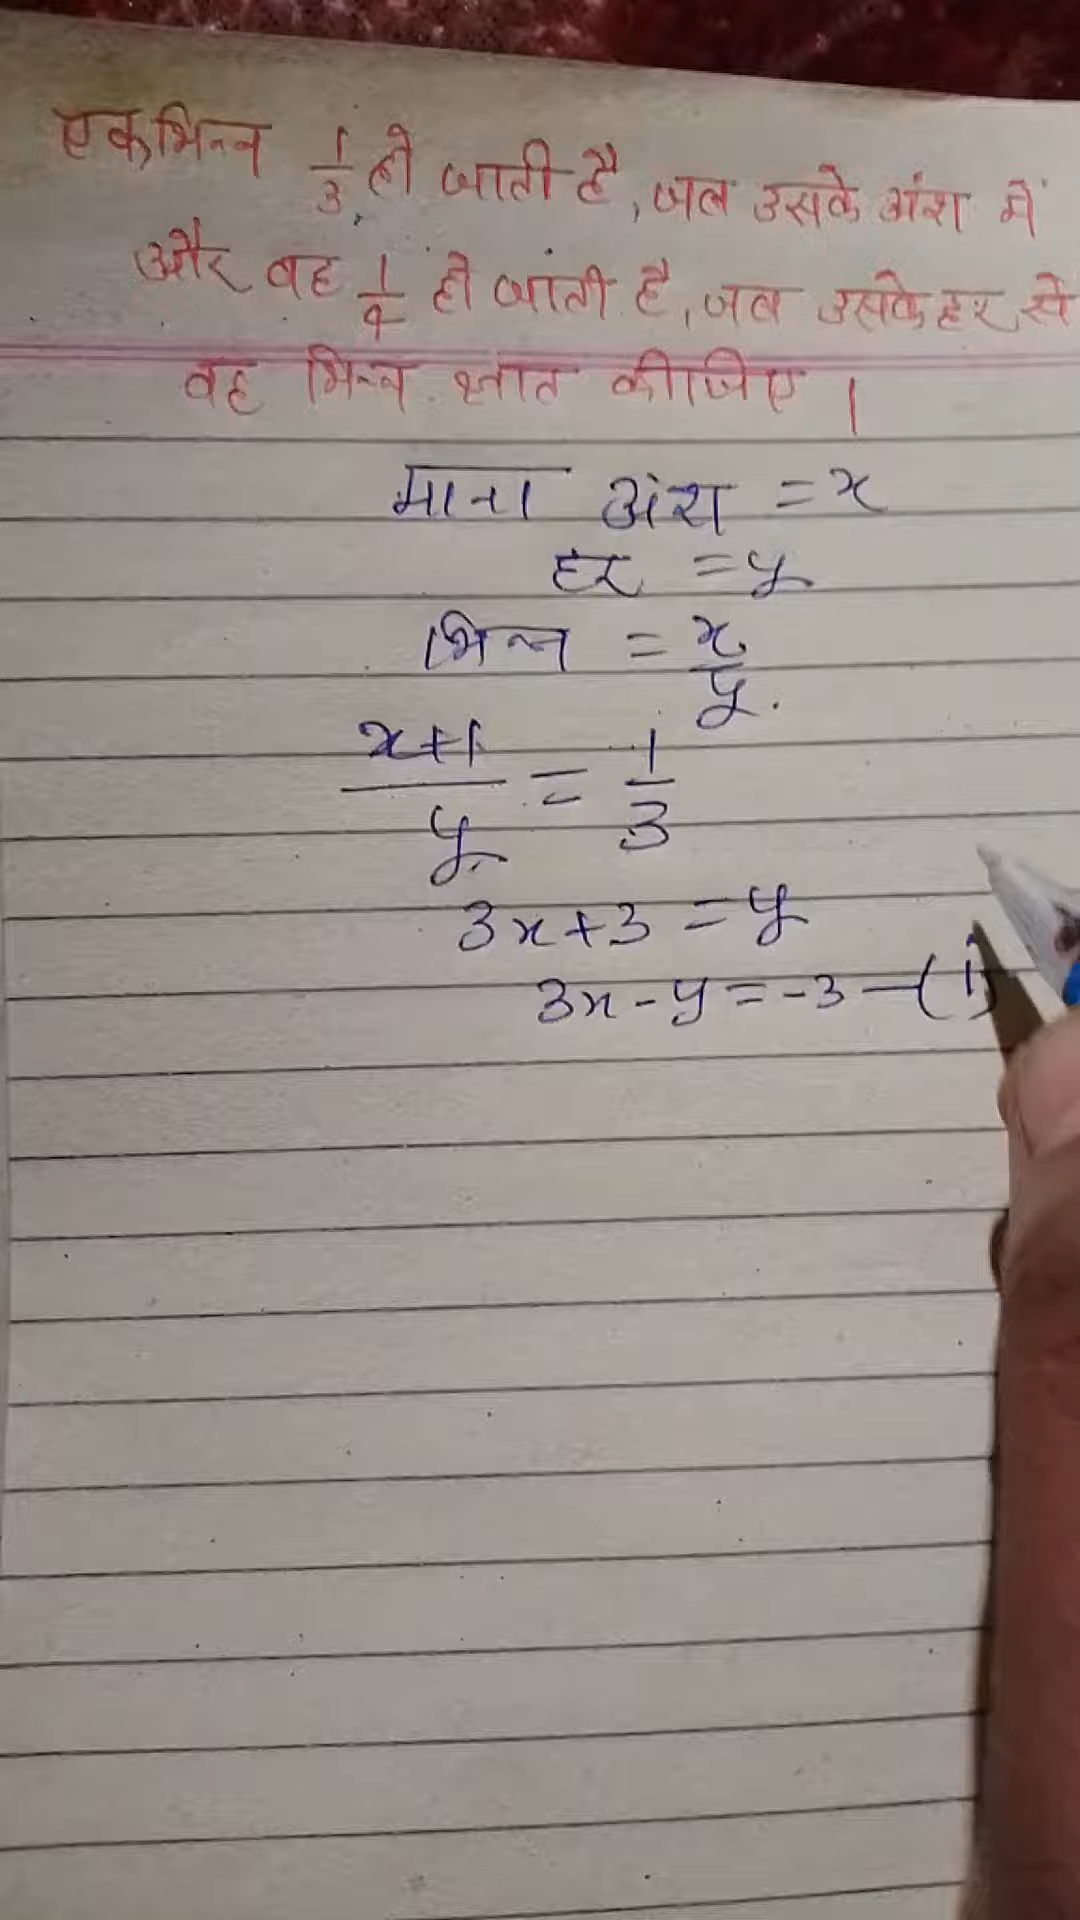 एक भिन्न 1/3 हो जाती है, जब उसके अंश में
और वह 1/4 हो जाती है, जब उसके हर से
वह भिन्न ज्ञात कीजिए ।
माना अंश = x
हर = y
भिन्न = x/y.
x+1/y = 1/3
3x+3 = y
3x-y=-3 —(i)